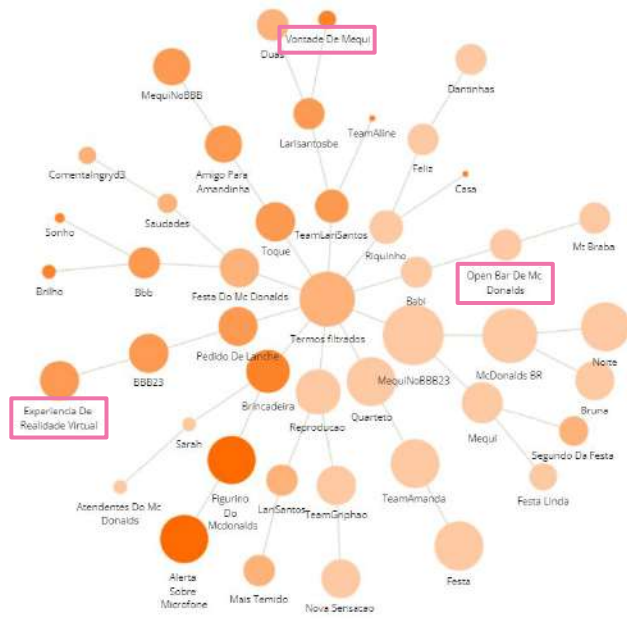 Duas
Vontade De Mequi
MequiNoBBB
Dantinhas
Larisantosbe
TeamAline
ComentaIngryd3
Amigo Para
Amandinha
Feliz
Casa
Saudades
Sonho
Toque
TeamLariSantos
Riquinho
Mt Braba
Brilho
Bbb
Festa Do Mc Donalds
Babi
Open Bar De Mc
Donalds
Termos filtrados
Pedido De Lanche
MequiNoBBB23
McDonalds BR
Noite
BBB23
Brincadeira
Reproducao
Quarteto
Mequi
Bruna
Experiencia De
Realidade Virtual
Sarah
Segundo Da Festa
Atendentes Do Mc
Donalds
Figurino
Do
Mcdonalds
LariSantos
TeamGriphao
TeamAmanda
Festa Linda
Alerta
Sobre
Microfone
Mais Temido
Nova Sensacao
Festa